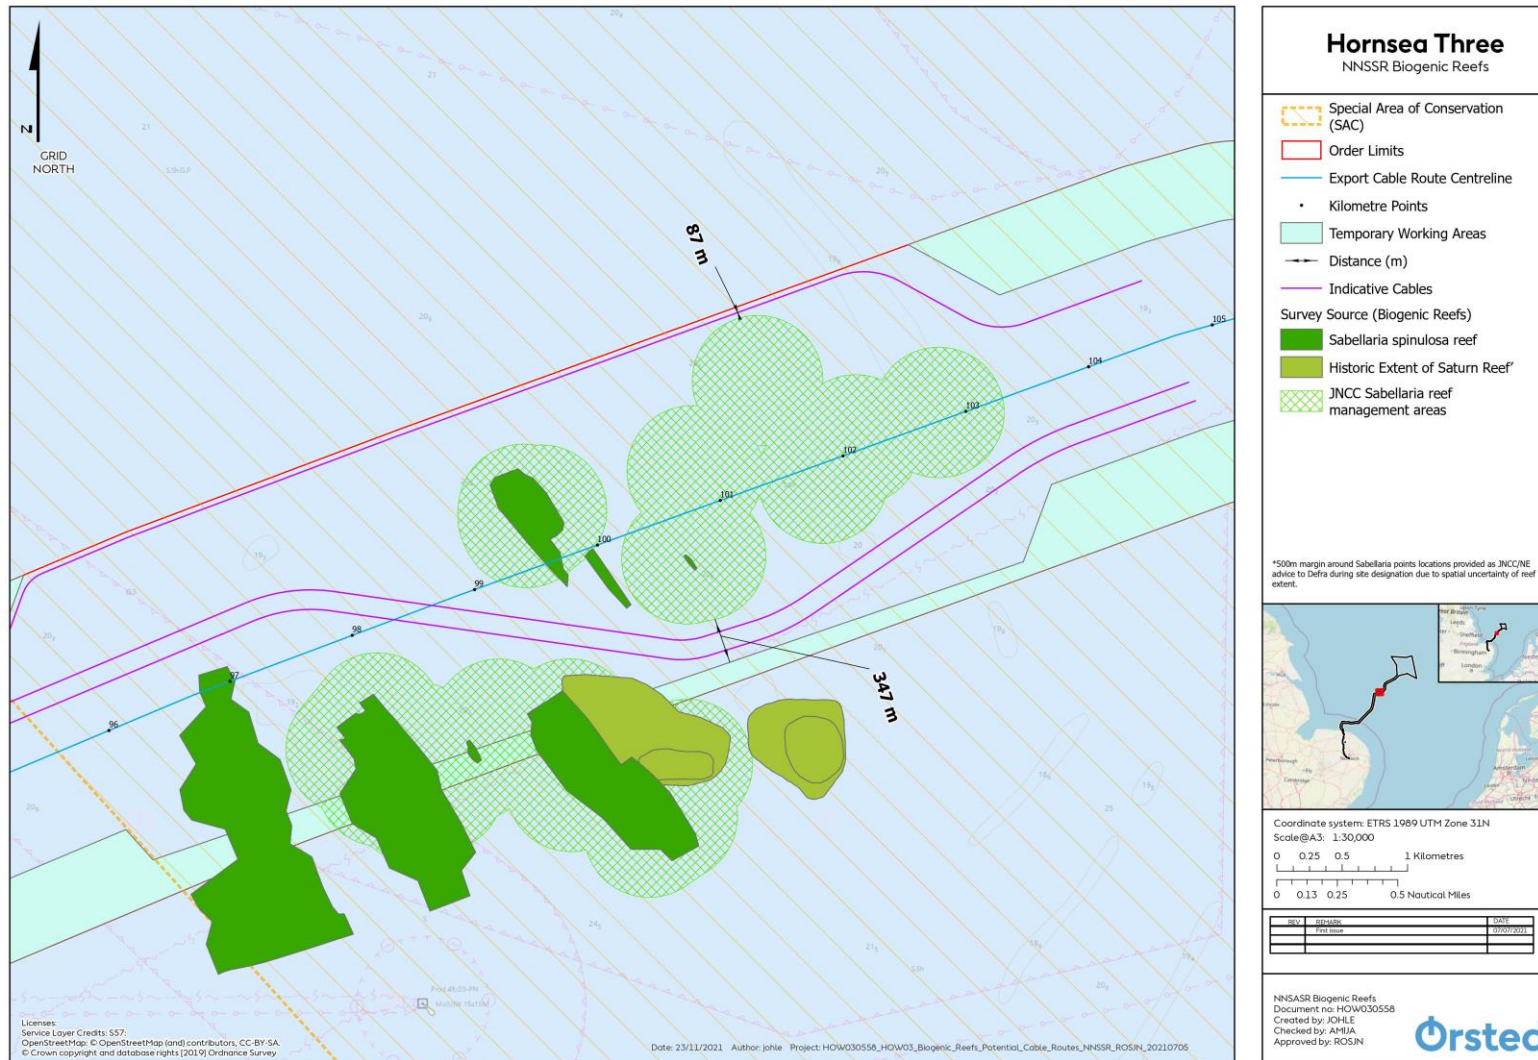 GRID
NORTH
N
87 m
347 m
96
97
98
99
100
101
102
103
104
105
Licenses:
Service Layer Credits: S57:
OpenStreetMap: © OpenStreetMap (and) contributors, CC-BY-SA.
© Crown copyright and database rights [2019] Ordnance Survey
Date: 23/11/2021 Author: johle Project: HOW030558_HOW03_Biogenic_Reefs_Potential_Cable_Routes_NNSSR_ROSJN_20210705
Hornsea Three
NNSSR Biogenic Reefs
Special Area of Conservation
(SAC)
Order Limits
Export Cable Route Centreline
Kilometre Points
Temporary Working Areas
Distance (m)
Indicative Cables
Survey Source (Biogenic Reefs)
Sabellaria spinulosa reef
Historic Extent of Saturn Reef'
JNCC Sabellaria reef
management areas
*500m margin around Sabellaria points locations provided as JNCC/NE
advice to Defra during site designation due to spatial uncertainty of reef
extent.
Coordinate system: ETRS 1989 UTM Zone 31N
Scale@A3: 1:30,000
0 0.25 0.5 1 Kilometres
0 0.13 0.25 0.5 Nautical Miles
REV REMARK DATE
First Issue 07/07/2021
NNSASR Biogenic Reefs
Document no: HOW030558
Created by: JOHLE
Checked by: AMIJA
Approved by: ROSJN
Ørsted